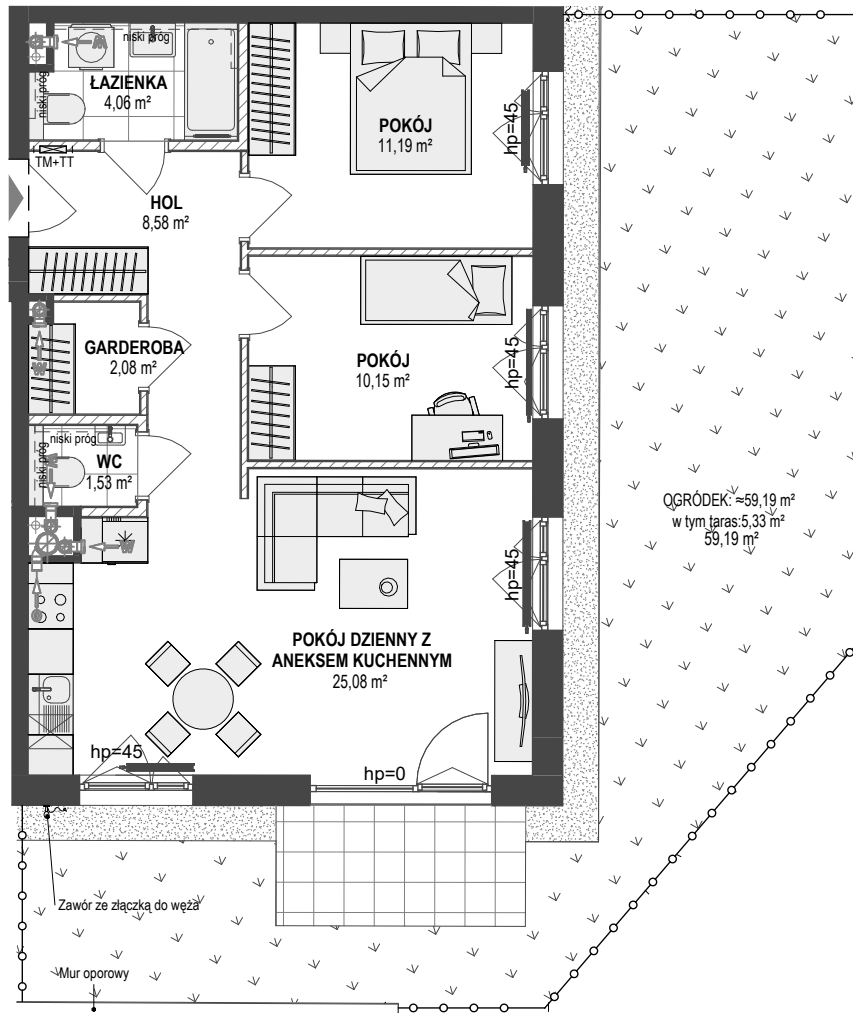 niski próg
niski próg
ŁAZIENKA
4,06 m²
W
TM+TT
HOL
8,58 m²
POKÓJ
11,19 m²
hp=45
GARDEROBA
2,08 m²
W
POKÓJ
10,15 m²
hp=45
niski próg
niski próg
WC
1,53 m²
W
W
OGRÓDEK: ≈59,19 m²
w tym taras:5,33 m²
59,19 m²
hp=45
POKÓJ DZIENNY Z
ANEKSEM KUCHENNYM
25,08 m²
hp=45
hp=0
Zawór ze złączką do węża
Mur oporowy